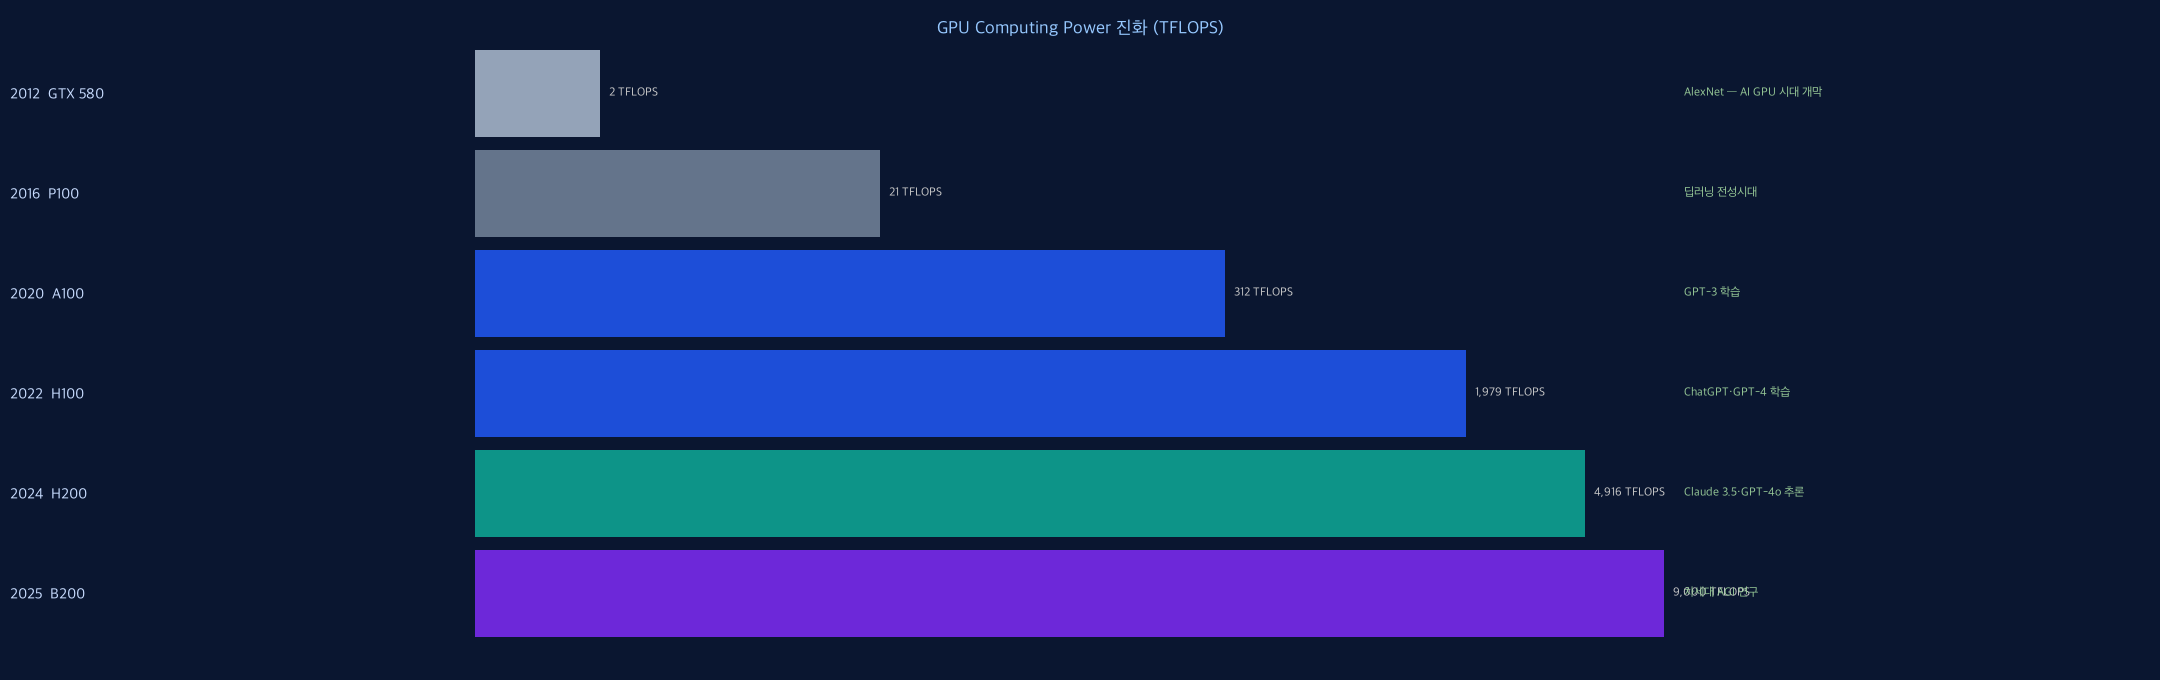 GPU Computing Power 진화 (TFLOPS)
2012 GTX 580 2 TFLOPS AlexNet — AI GPU 시대 개막
2016 P100 21 TFLOPS 딥러닝 전성시대
2020 A100 312 TFLOPS GPT-3 학습
2022 H100 1,979 TFLOPS ChatGPT·GPT-4 학습
2024 H200 4,916 TFLOPS Claude 3.5·GPT-4o 추론
2025 B200